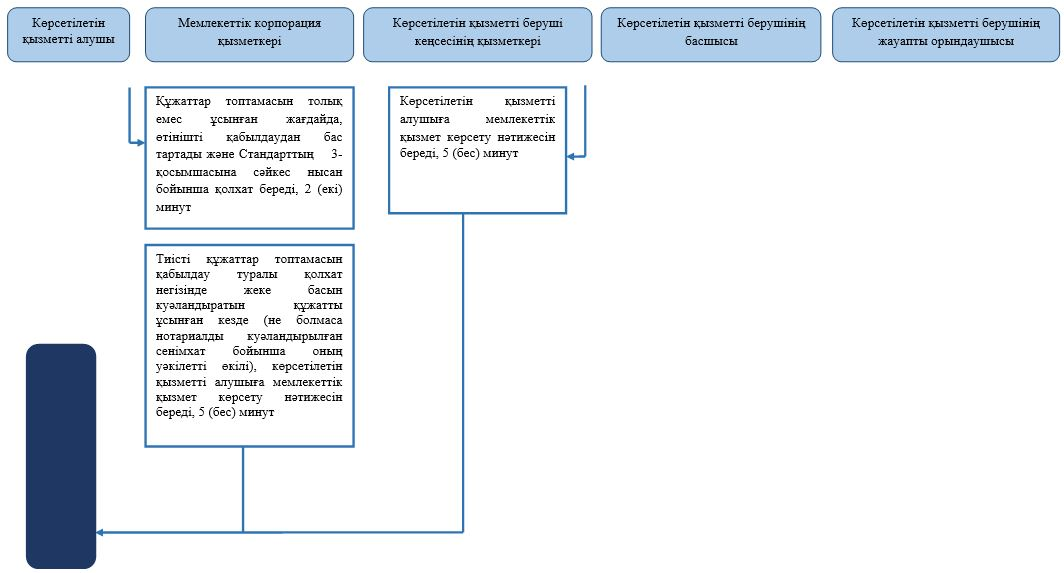 Көрсетілетін
қызметті алушы
Мемлекеттік корпорация
қызметкері
Көрсетілетін қызметті беруші
кеңсесінің қызметкері
Көрсетілетін қызметті берушінің
басшысы
Көрсетілетін қызметті берушінің
жауапты орындаушысы
Құжаттар топтамасын толық
емес ұсынған жағдайда,
өтінішті қабылдаудан бас
тартады және Стандарттың 3-
қосымшасына сәйкес нысан
бойынша қолхат береді, 2 (екі)
минут
Көрсетілетін қызметті
алушыға мемлекеттік
қызмет көрсету нәтижесін
береді, 5 (бес) минут
Тиісті құжаттар топтамасын
қабылдау туралы қолхат
негізінде жеке басын
куәландыратын құжатты
ұсынған кезде (не болмаса
нотариалды куәландырылған
сенімхат бойынша оның
уәкілетті өкілі), көрсетілетін
қызметті алушыға мемлекеттік
қызмет көрсету нәтижесін
береді, 5 (бес) минут